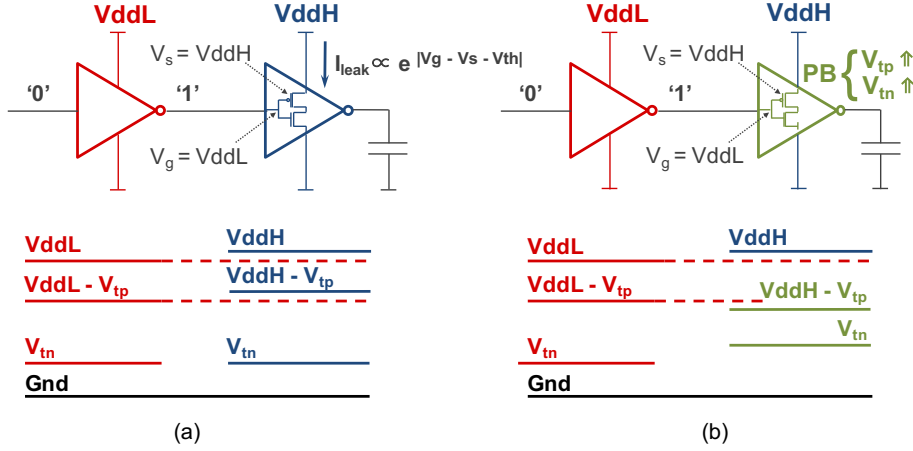 VddL
VddH
V_s = VddH
I_leak ∝ e^|Vg - Vs - Vth|
'0'
'1'
V_g = VddL
VddL
VddH
VddL - V_tp
VddH - V_tp
V_tn
V_tn
Gnd
(a)
VddL
VddH
V_s = VddH
PB { V_tp ⇑
V_tn ⇑
'0'
'1'
V_g = VddL
VddL
VddH
VddL - V_tp
VddH - V_tp
V_tn
V_tn
Gnd
(b)